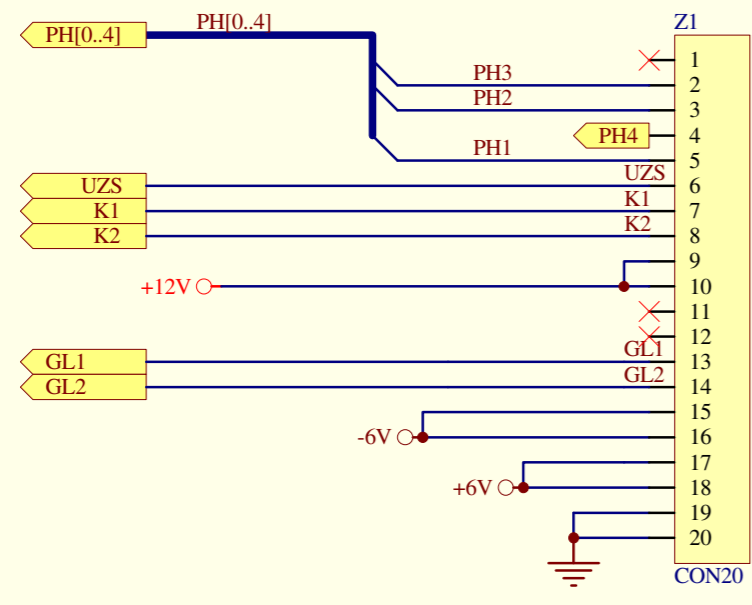 PH[0..4] PH[0..4] Z1
1
PH3 2
PH2 3
PH4 4
PH1 5
UZS UZS 6
K1 K1 7
K2 K2 8
9
+12V 10
11
12
GL1 GL1 13
GL2 GL2 14
15
-6V 16
17
+6V 18
19
20
CON20